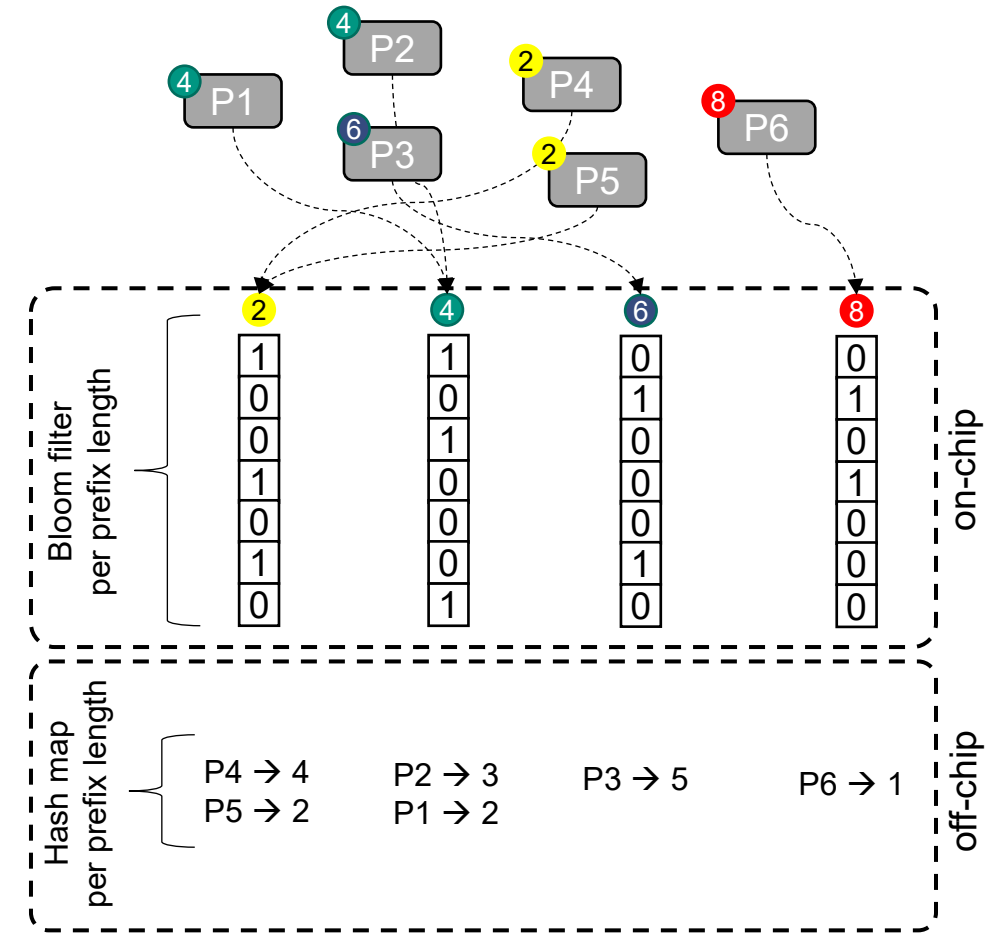 4
P2
4
P1
2
P4
6
P3
2
P5
8
P6
2
4
6
8
Bloom filter
per prefix length
1
0
0
1
0
1
0
1
0
1
0
0
0
1
0
1
0
0
0
1
0
0
1
0
1
0
0
0
on-chip
Hash map
per prefix length
P4 → 4
P5 → 2
P2 → 3
P1 → 2
P3 → 5
P6 → 1
off-chip